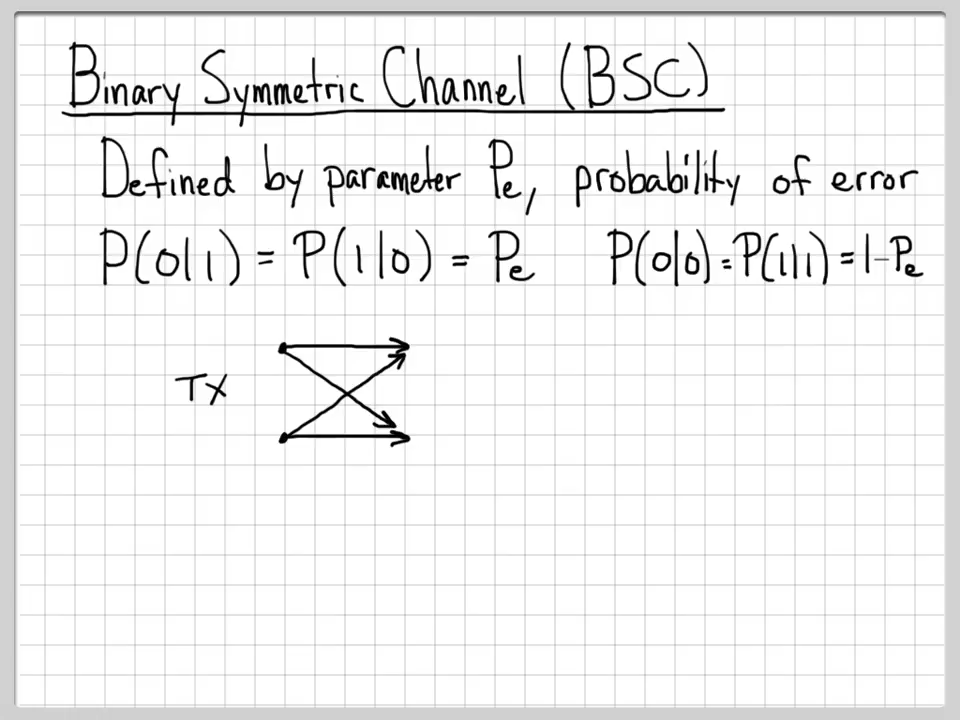 Binary Symmetric Channel (BSC)
Defined by parameter Pe, probability of error
P(0|1) = P(1|0) = Pe P(0|0) = P(1|1) = 1-Pe
TX